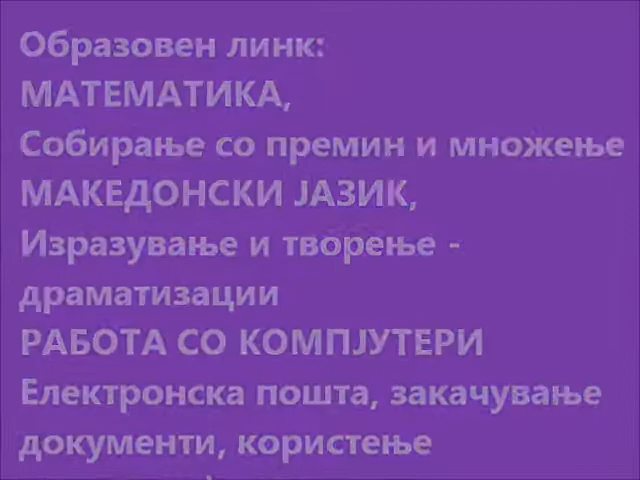 Образовен линк:
МАТЕМАТИКА,
Собирање со премин и множење
МАКЕДОНСКИ ЈАЗИК,
Изразување и творење -
драматизации
РАБОТА СО КОМПЈУТЕРИ
Електронска пошта, закачување
документи, користење